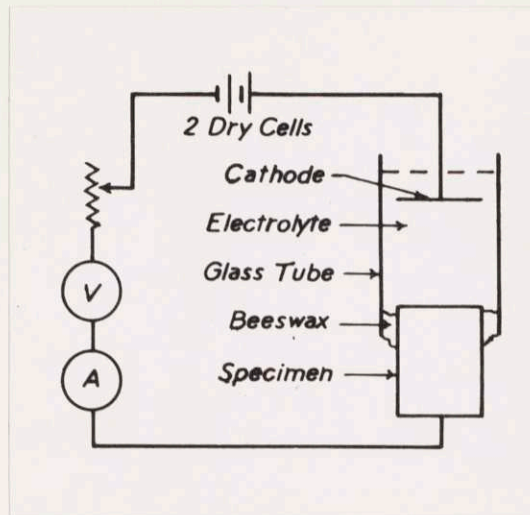 2 Dry Cells
Cathode
Electrolyte
Glass Tube
V
Beeswax
A
Specimen